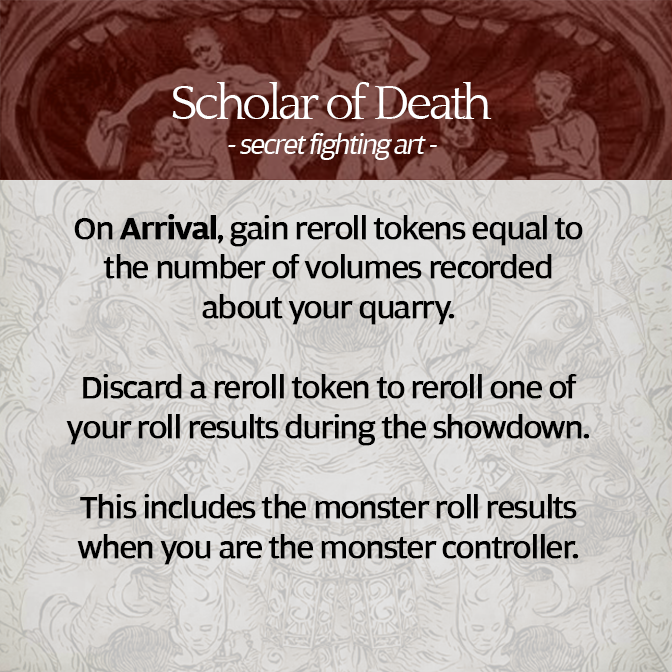 Scholar of Death
- secret fighting art -
On Arrival, gain reroll tokens equal to
the number of volumes recorded
about your quarry.
Discard a reroll token to reroll one of
your roll results during the showdown.
This includes the monster roll results
when you are the monster controller.